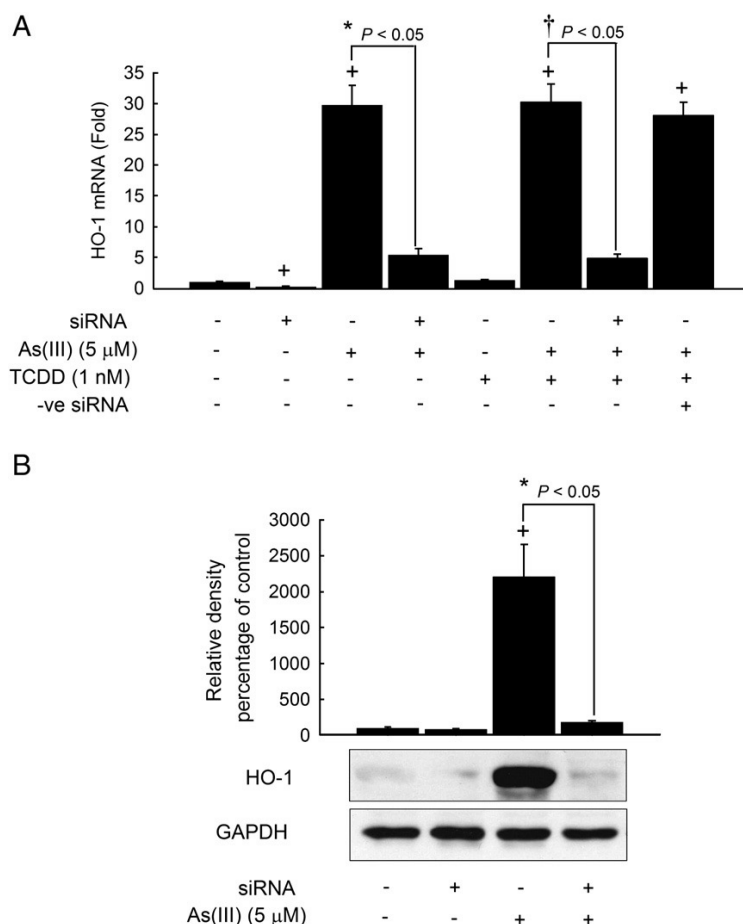 A
* P < 0.05
† P < 0.05
+ + + +
HO-1 mRNA (Fold)
35
30
25
20
15
10
5
0
siRNA - + - + - - + -
As(III) (5 μM) - - + + - + + +
TCDD (1 nM) - - - - + + + +
-ve siRNA - - - - - - - +
B
* P < 0.05
+
Relative density
percentage of control
3000
2500
2000
1500
1000
500
0
HO-1
GAPDH
siRNA - + - +
As(III) (5 μM) - - + +